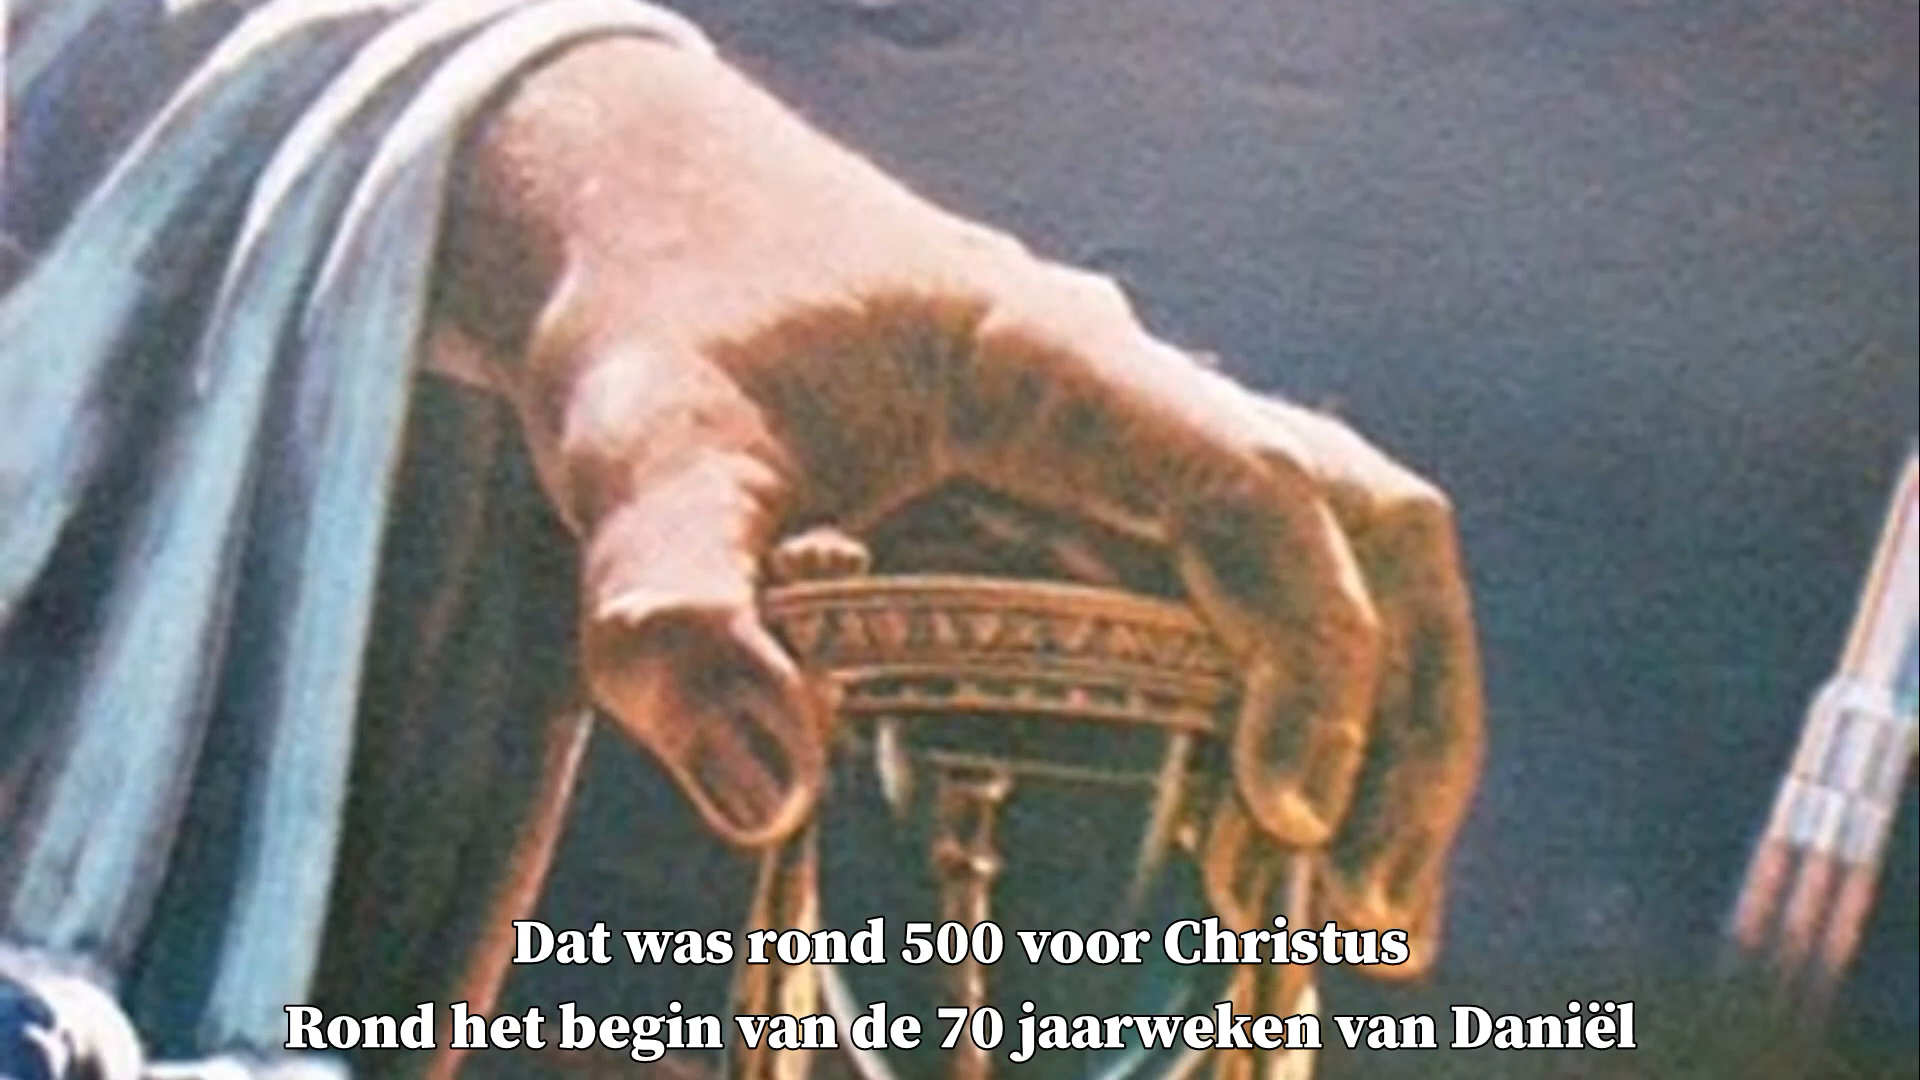 Dat was rond 500 voor Christus
Rond het begin van de 70 jaarweken van Daniël